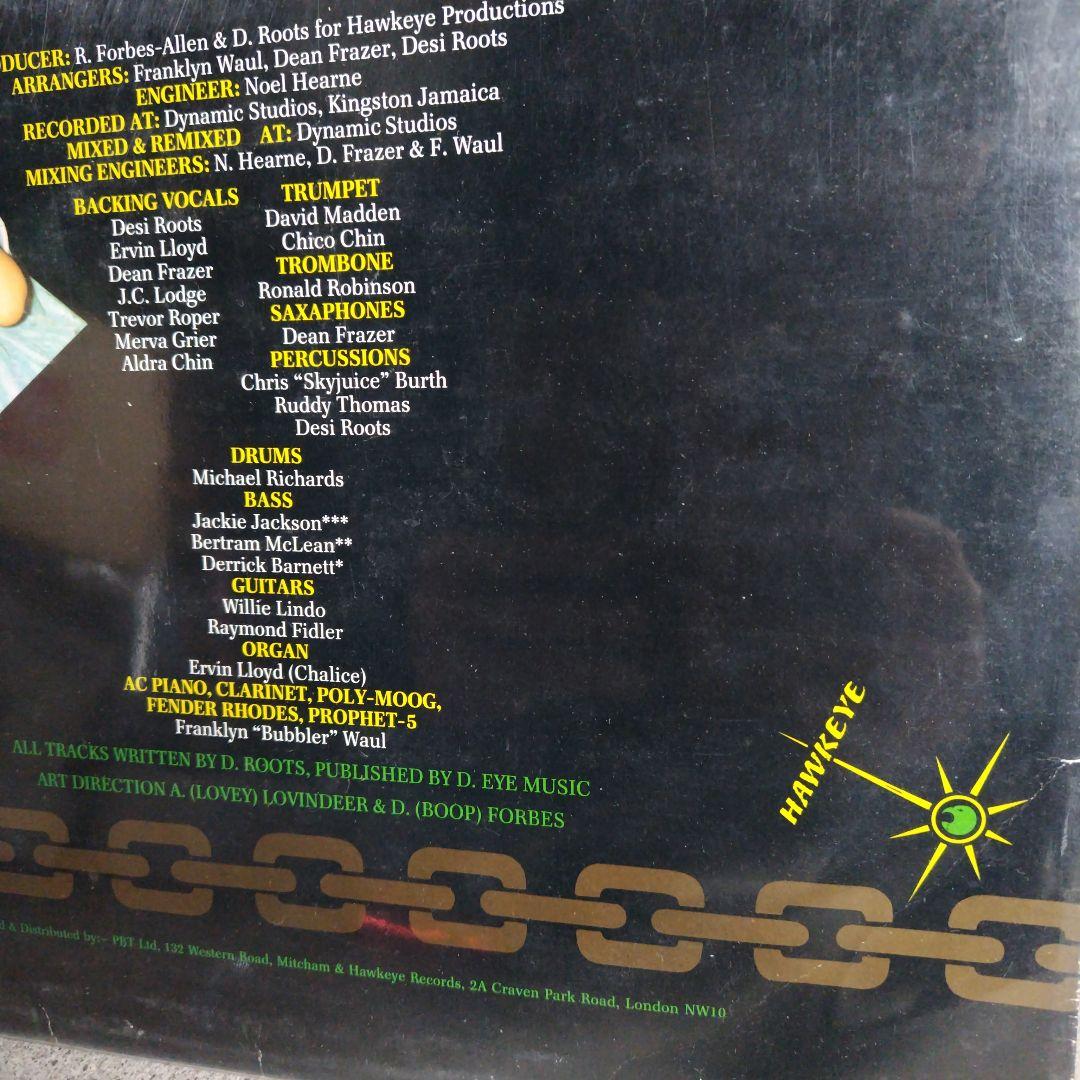 DUCER: R. Forbes-Allen & D. Roots for Hawkeye Productions
ARRANGERS: Franklyn Waul, Dean Frazer, Desi Roots
ENGINEER: Noel Hearne
RECORDED AT: Dynamic Studios, Kingston Jamaica
MIXED & REMIXED AT: Dynamic Studios
MIXING ENGINEERS: N. Hearne, D. Frazer & F. Waul
BACKING VOCALS
Desi Roots
Ervin Lloyd
Dean Frazer
J.C. Lodge
Trevor Roper
Merva Grier
Aldra Chin
TRUMPET
David Madden
Chico Chin
TROMBONE
Ronald Robinson
SAXAPHONES
Dean Frazer
PERCUSSIONS
Chris “Skyjuice” Burth
Ruddy Thomas
Desi Roots
DRUMS
Michael Richards
BASS
Jackie Jackson***
Bertram McLean**
Derrick Barnett*
GUITARS
Willie Lindo
Raymond Fidler
ORGAN
Ervin Lloyd (Chalice)
AC PIANO, CLARINET, POLY-MOOG,
FENDER RHODES, PROPHET-5
Franklyn “Bubbler” Waul
ALL TRACKS WRITTEN BY D. ROOTS, PUBLISHED BY D. EYE MUSIC
ART DIRECTION A. (LOVEY) LOVINDEER & D. (BOOP) FORBES
HAWKEYE
d & Distributed by:- PBT Ltd, 132 Western Road, Mitcham & Hawkeye Records, 2A Craven Park Road, London NW10